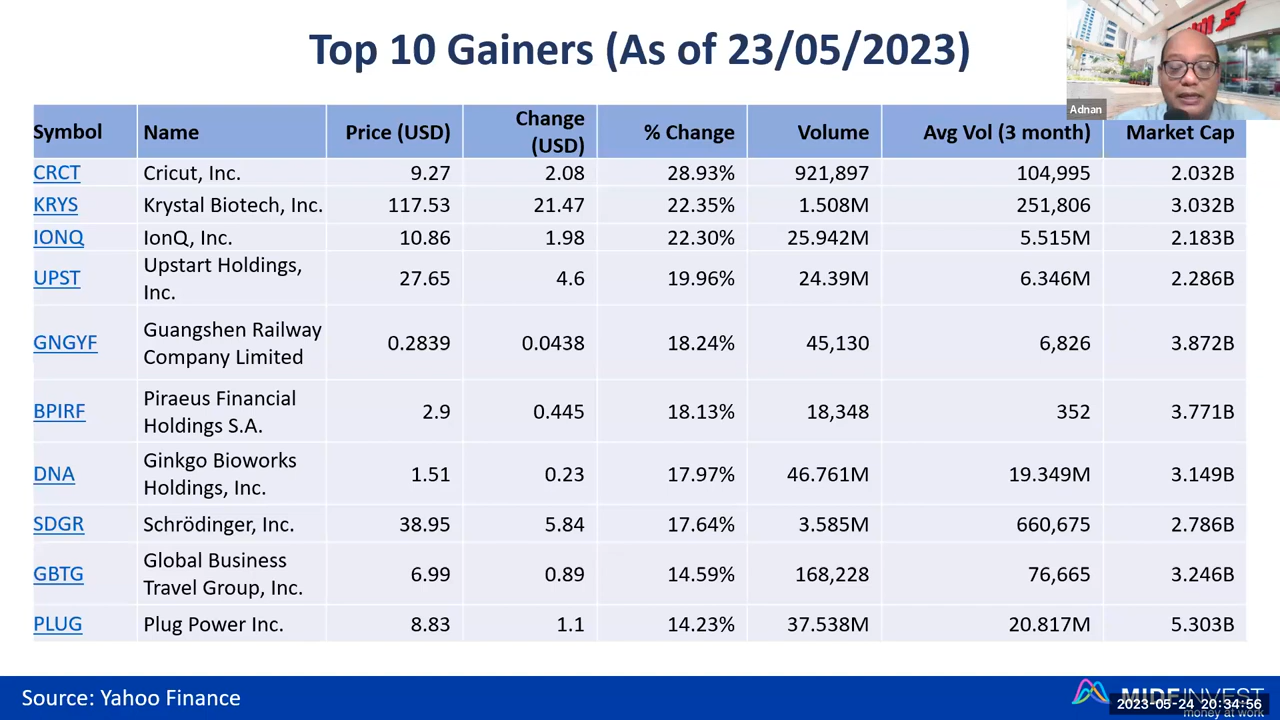 Top 10 Gainers (As of 23/05/2023)
Adnan
Symbol Name Price (USD) Change (USD) % Change Volume Avg Vol (3 month) Market Cap
CRCT Cricut, Inc. 9.27 2.08 28.93% 921,897 104,995 2.032B
KRYS Krystal Biotech, Inc. 117.53 21.47 22.35% 1.508M 251,806 3.032B
IONQ IonQ, Inc. 10.86 1.98 22.30% 25.942M 5.515M 2.183B
UPST Upstart Holdings, Inc. 27.65 4.6 19.96% 24.39M 6.346M 2.286B
GNGYF Guangshen Railway Company Limited 0.2839 0.0438 18.24% 45,130 6,826 3.872B
BPIRF Piraeus Financial Holdings S.A. 2.9 0.445 18.13% 18,348 352 3.771B
DNA Ginkgo Bioworks Holdings, Inc. 1.51 0.23 17.97% 46.761M 19.349M 3.149B
SDGR Schrödinger, Inc. 38.95 5.84 17.64% 3.585M 660,675 2.786B
GBTG Global Business Travel Group, Inc. 6.99 0.89 14.59% 168,228 76,665 3.246B
PLUG Plug Power Inc. 8.83 1.1 14.23% 37.538M 20.817M 5.303B
Source: Yahoo Finance
MIDFINVEST
2023-05-24 20:34:56
money at work